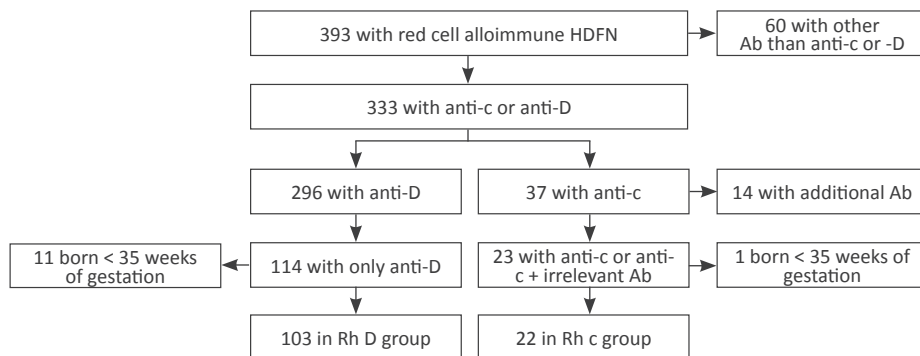 393 with red cell alloimmune HDFN
60 with other
Ab than anti-c or -D
333 with anti-c or anti-D
296 with anti-D
37 with anti-c
14 with additional Ab
11 born < 35 weeks
of gestation
114 with only anti-D
23 with anti-c or anti-
c + irrelevant Ab
1 born < 35 weeks of
gestation
103 in Rh D group
22 in Rh c group